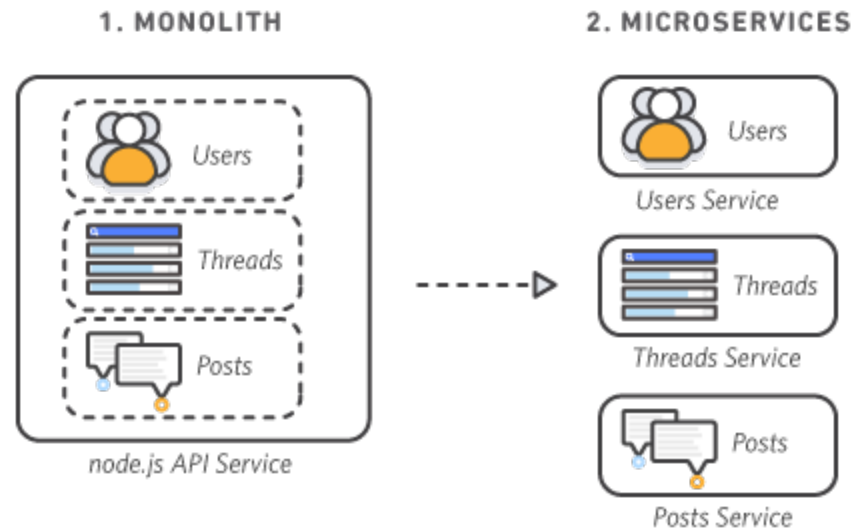 1. MONOLITH
Users
Threads
Posts
node.js API Service
2. MICROSERVICES
Users
Users Service
Threads
Threads Service
Posts
Posts Service